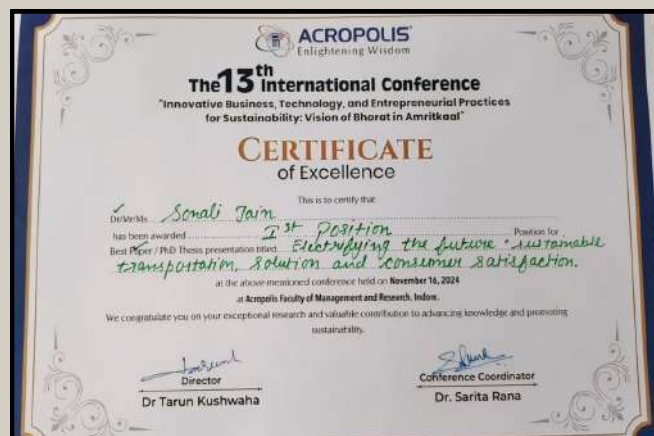 ACROPOLIS
Enlightening Wisdom
The 13th International Conference
"Innovative Business, Technology, and Entrepreneurial Practices
for Sustainability: Vision of Bharat in Amritkaal"
CERTIFICATE
of Excellence
This is to certify that
Dr/Mr/Ms. Sonali Jain
has been awarded Ist Position Position for
Best Paper / PhD Thesis presentation titled Electrifying the future : sustainable
transportation, solution and consumer satisfaction.
at the above-mentioned conference held on November 16, 2024
at Acropolis Faculty of Management and Research, Indore.
We congratulate you on your exceptional research and valuable contribution to advancing knowledge and promoting
sustainability.
Director
Conference Coordinator
Dr Tarun Kushwaha
Dr. Sarita Rana